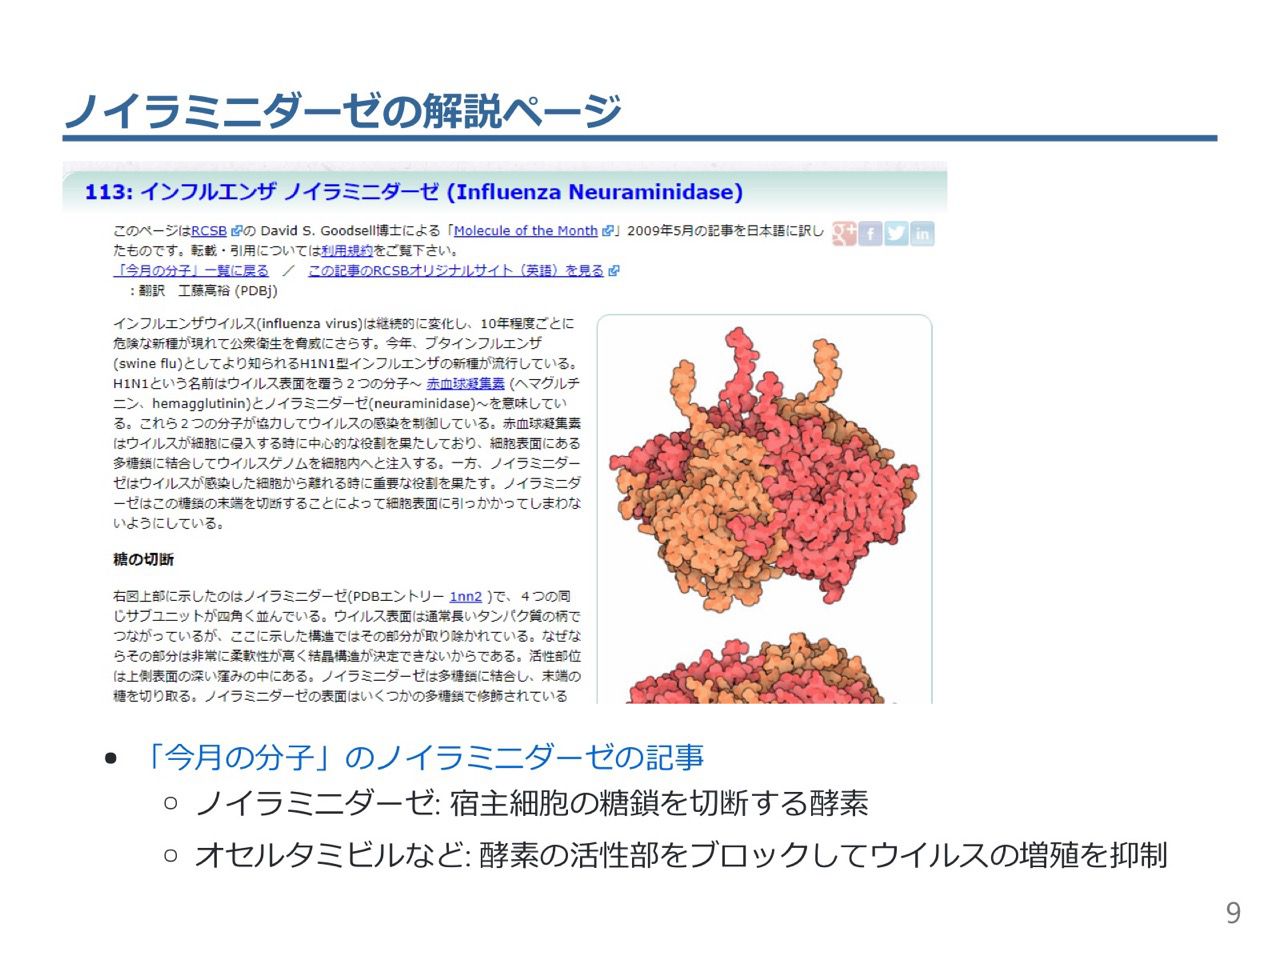 ノイラミニダーゼの解説ページ
113: インフルエンザ ノイラミニダーゼ (Influenza Neuraminidase)
このページはRCSBの David S. Goodsell博士による「Molecule of the Month」2009年5月の記事を日本語に訳し
たものです。転載・引用については利用規約をご覧下さい。
「今月の分子」一覧に戻る ／ この記事のRCSBオリジナルサイト（英語）を見る
：翻訳 工藤高裕 (PDBj)
インフルエンザウイルス(influenza virus)は継続的に変化し、10年程度ごとに
危険な新種が現れて公衆衛生を脅威にさらす。今年、ブタインフルエンザ
(swine flu)としてより知られるH1N1型インフルエンザの新種が流行している。
H1N1という名前はウイルス表面を覆う２つの分子～ 赤血球凝集素 (ヘマグルチ
ニン、hemagglutinin)とノイラミニダーゼ(neuraminidase)～を意味してい
る。これら２つの分子が協力してウイルスの感染を制御している。赤血球凝集素
はウイルスが細胞に侵入する時に中心的な役割を果たしており、細胞表面にある
多糖鎖に結合してウイルスゲノムを細胞内へと注入する。一方、ノイラミニダー
ゼはウイルスが感染した細胞から離れる時に重要な役割を果たす。ノイラミニダ
ーゼはこの糖鎖の末端を切断することによって細胞表面に引っかかってしまわな
いようにしている。
糖の切断
右図上部に示したのはノイラミニダーゼ(PDBエントリー 1nn2 )で、４つの同
じサブユニットが四角く並んでいる。ウイルス表面は通常長いタンパク質の柄で
つながっているが、ここに示した構造ではその部分が取り除かれている。なぜな
らその部分は非常に柔軟性が高く結晶構造が決定できないからである。活性部位
は上側表面の深い窪みの中にある。ノイラミニダーゼは多糖鎖に結合し、末端の
糖を切り取る。ノイラミニダーゼの表面はいくつかの多糖鎖で修飾されている
g+ f in
• 「今月の分子」のノイラミニダーゼの記事
○ ノイラミニダーゼ: 宿主細胞の糖鎖を切断する酵素
○ オセルタミビルなど: 酵素の活性部をブロックしてウイルスの増殖を抑制
9